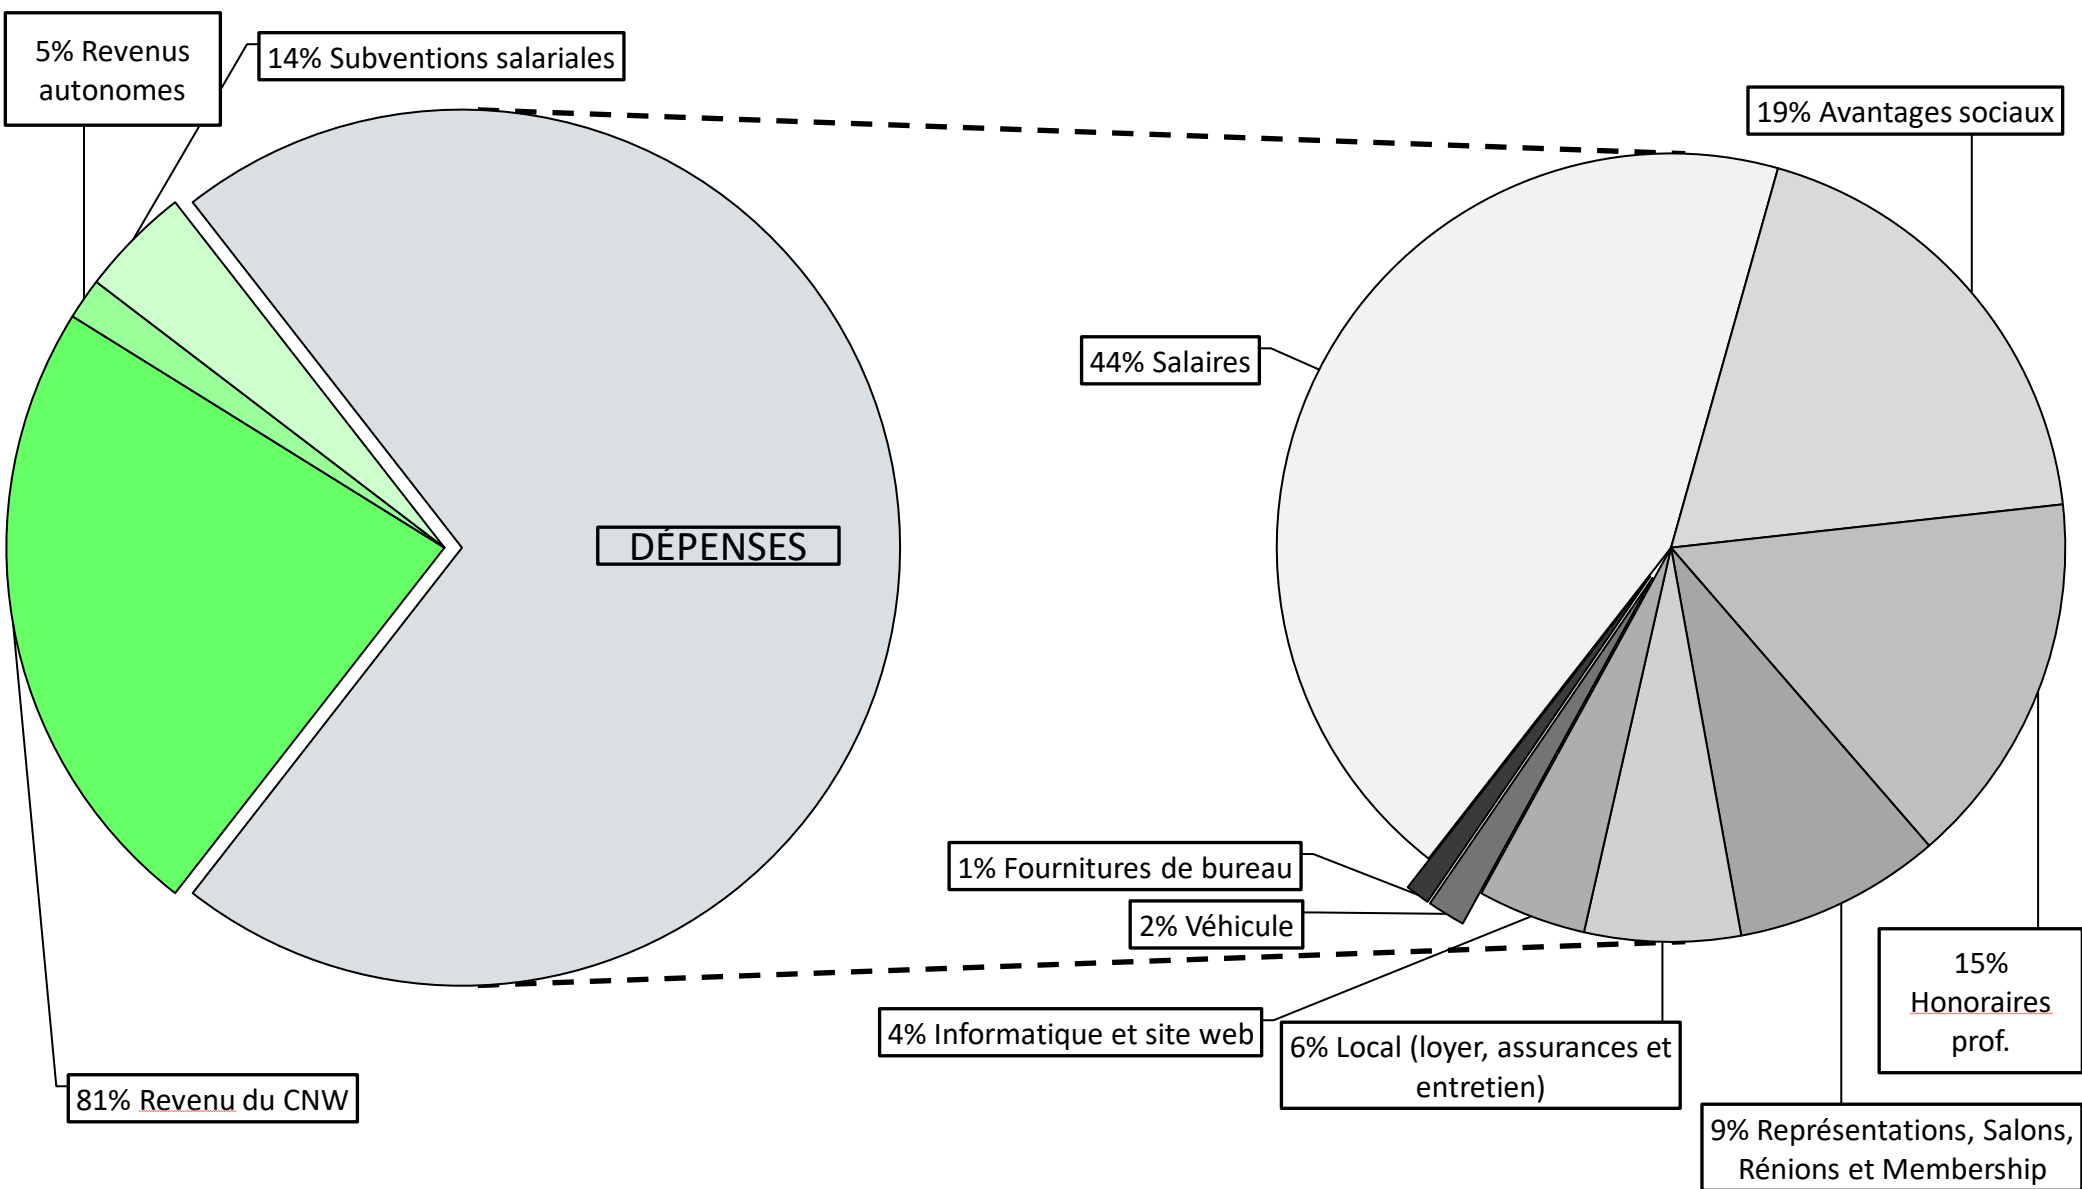 5% Revenus
autonomes
14% Subventions salariales
19% Avantages sociaux
44% Salaires
DÉPENSES
1% Fournitures de bureau
2% Véhicule
15%
Honoraires
prof.
4% Informatique et site web
6% Local (loyer, assurances et
entretien)
81% Revenu du CNW
9% Représentations, Salons,
Rénions et Membership